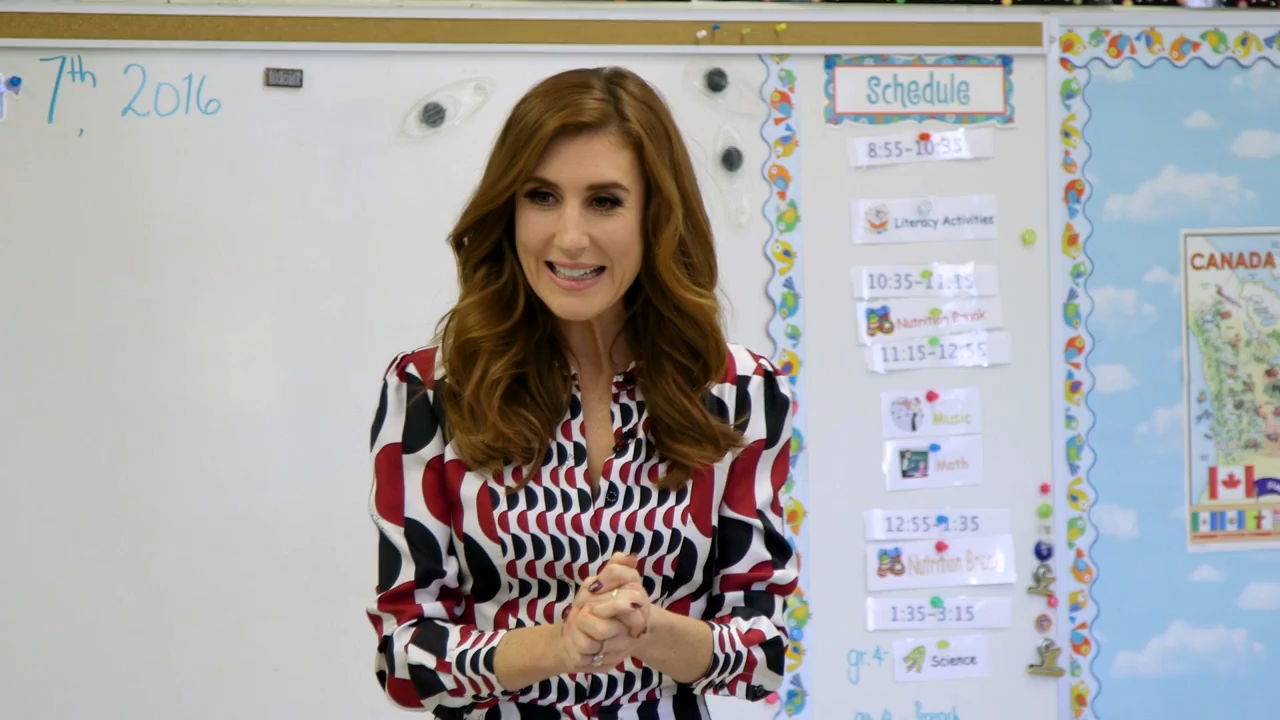 7th, 2016
Schedule
8:55-10:35
Literacy Activities
10:35-11:15
Nutrition Break
11:15-12:55
Music
Math
12:55-1:35
Nutrition Break
1:35-3:15
gr. 4- Science
CANADA